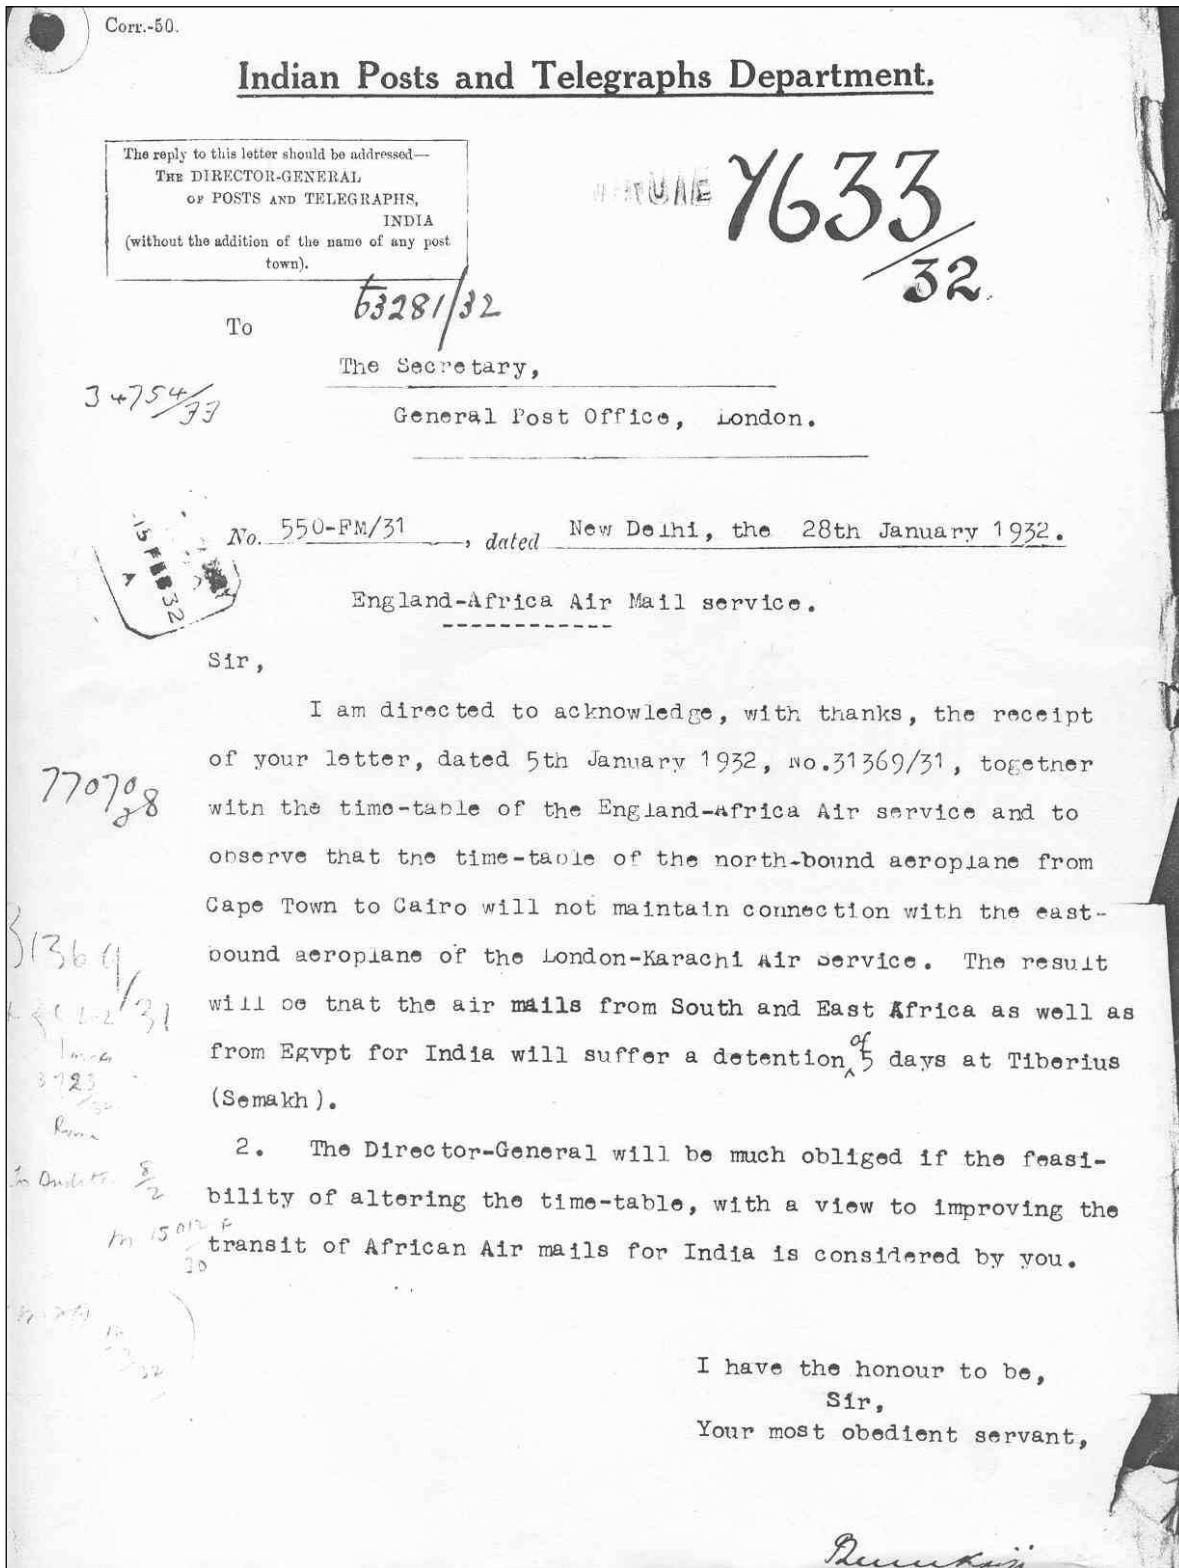 Corr.-50.
Indian Posts and Telegraphs Department.
The reply to this letter should be addressed—
THE DIRECTOR-GENERAL
OF POSTS AND TELEGRAPHS,
INDIA
(without the addition of the name of any post
town).
7633/32
63281/32
To
The Secretary,
34754/33
General Post Office, London.
No. 550-FM/31, dated New Delhi, the 28th January 1932.
15 FEB 32
A
England-Africa Air Mail service.
Sir,
I am directed to acknowledge, with thanks, the receipt
of your letter, dated 5th January 1932, No.31369/31, together
with the time-table of the England-Africa Air service and to
77070/28
observe that the time-table of the north-bound aeroplane from
Cape Town to Cairo will not maintain connection with the east-
bound aeroplane of the London-Karachi Air Service. The result
31369/31
will be that the air mails from South and East Africa as well as
from Egypt for India will suffer a detention of 5 days at Tiberius
(Semakh).
2. The Director-General will be much obliged if the feasi-
bility of altering the time-table, with a view to improving the
transit of African Air mails for India is considered by you.
I have the honour to be,
Sir,
Your most obedient servant,